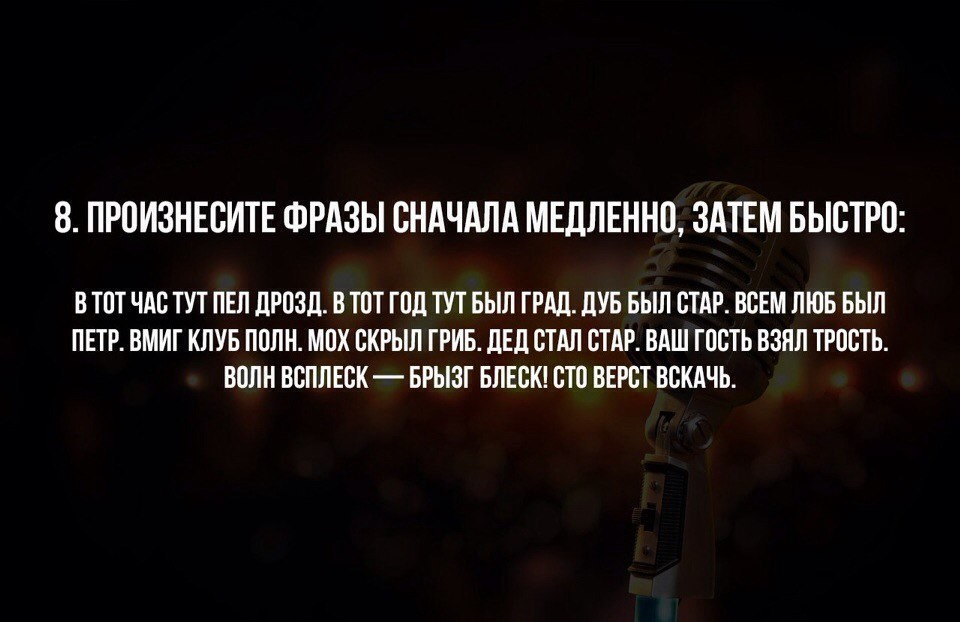 8. ПРОИЗНЕСИТЕ ФРАЗЫ СНАЧАЛА МЕДЛЕННО, ЗАТЕМ БЫСТРО:
В ТОТ ЧАС ТУТ ПЕЛ ДРОЗД. В ТОТ ГОД ТУТ БЫЛ ГРАД. ДУБ БЫЛ СТАР. ВСЕМ ЛЮБ БЫЛ
ПЕТР. ВМИГ КЛУБ ПОЛН. МОХ СКРЫЛ ГРИБ. ДЕД СТАЛ СТАР. ВАШ ГОСТЬ ВЗЯЛ ТРОСТЬ.
ВОЛН ВСПЛЕСК — БРЫЗГ БЛЕСК! СТО ВЕРСТ ВСКАЧЬ.